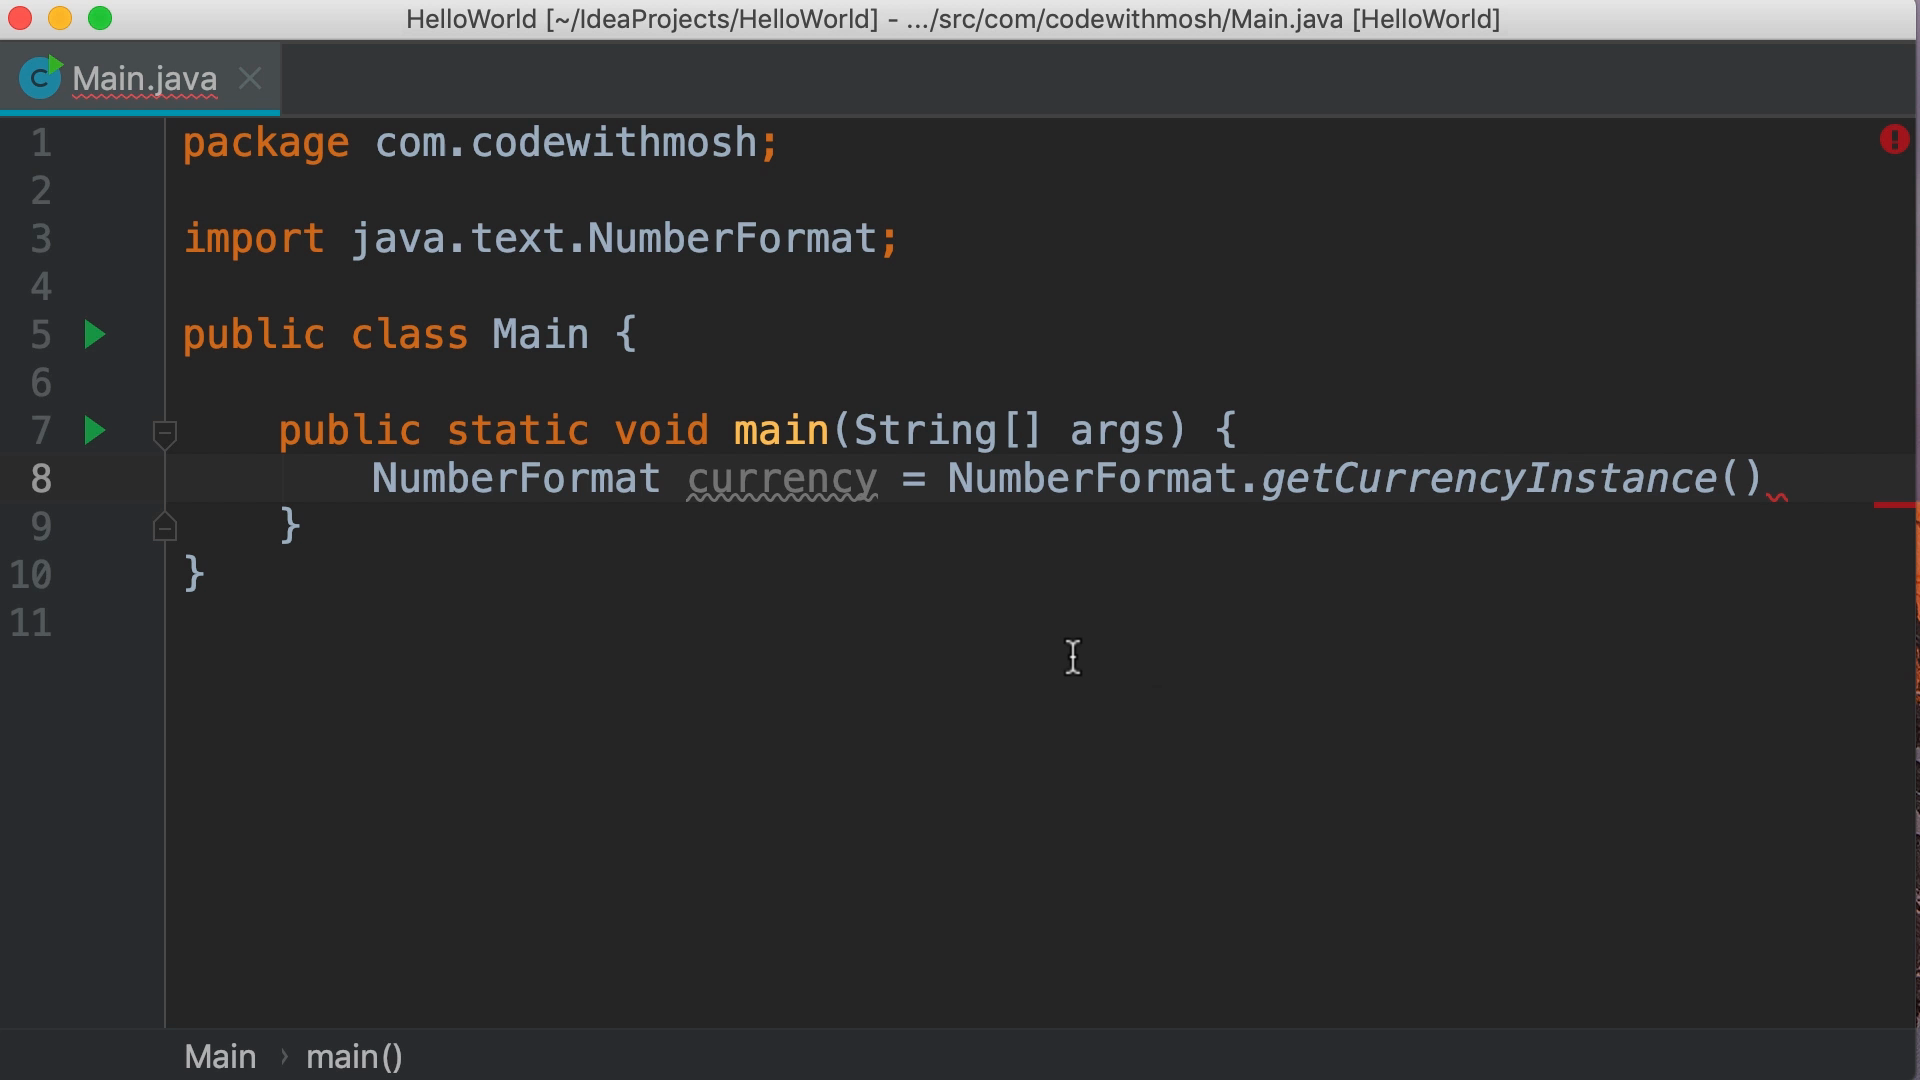 HelloWorld [~/IdeaProjects/HelloWorld] - .../src/com/codewithmosh/Main.java [HelloWorld]
C Main.java
1 package com.codewithmosh;
2
3 import java.text.NumberFormat;
4
5 public class Main {
6
7 public static void main(String[] args) {
8 NumberFormat currency = NumberFormat.getCurrencyInstance()
9 }
10 }
11
Main › main()